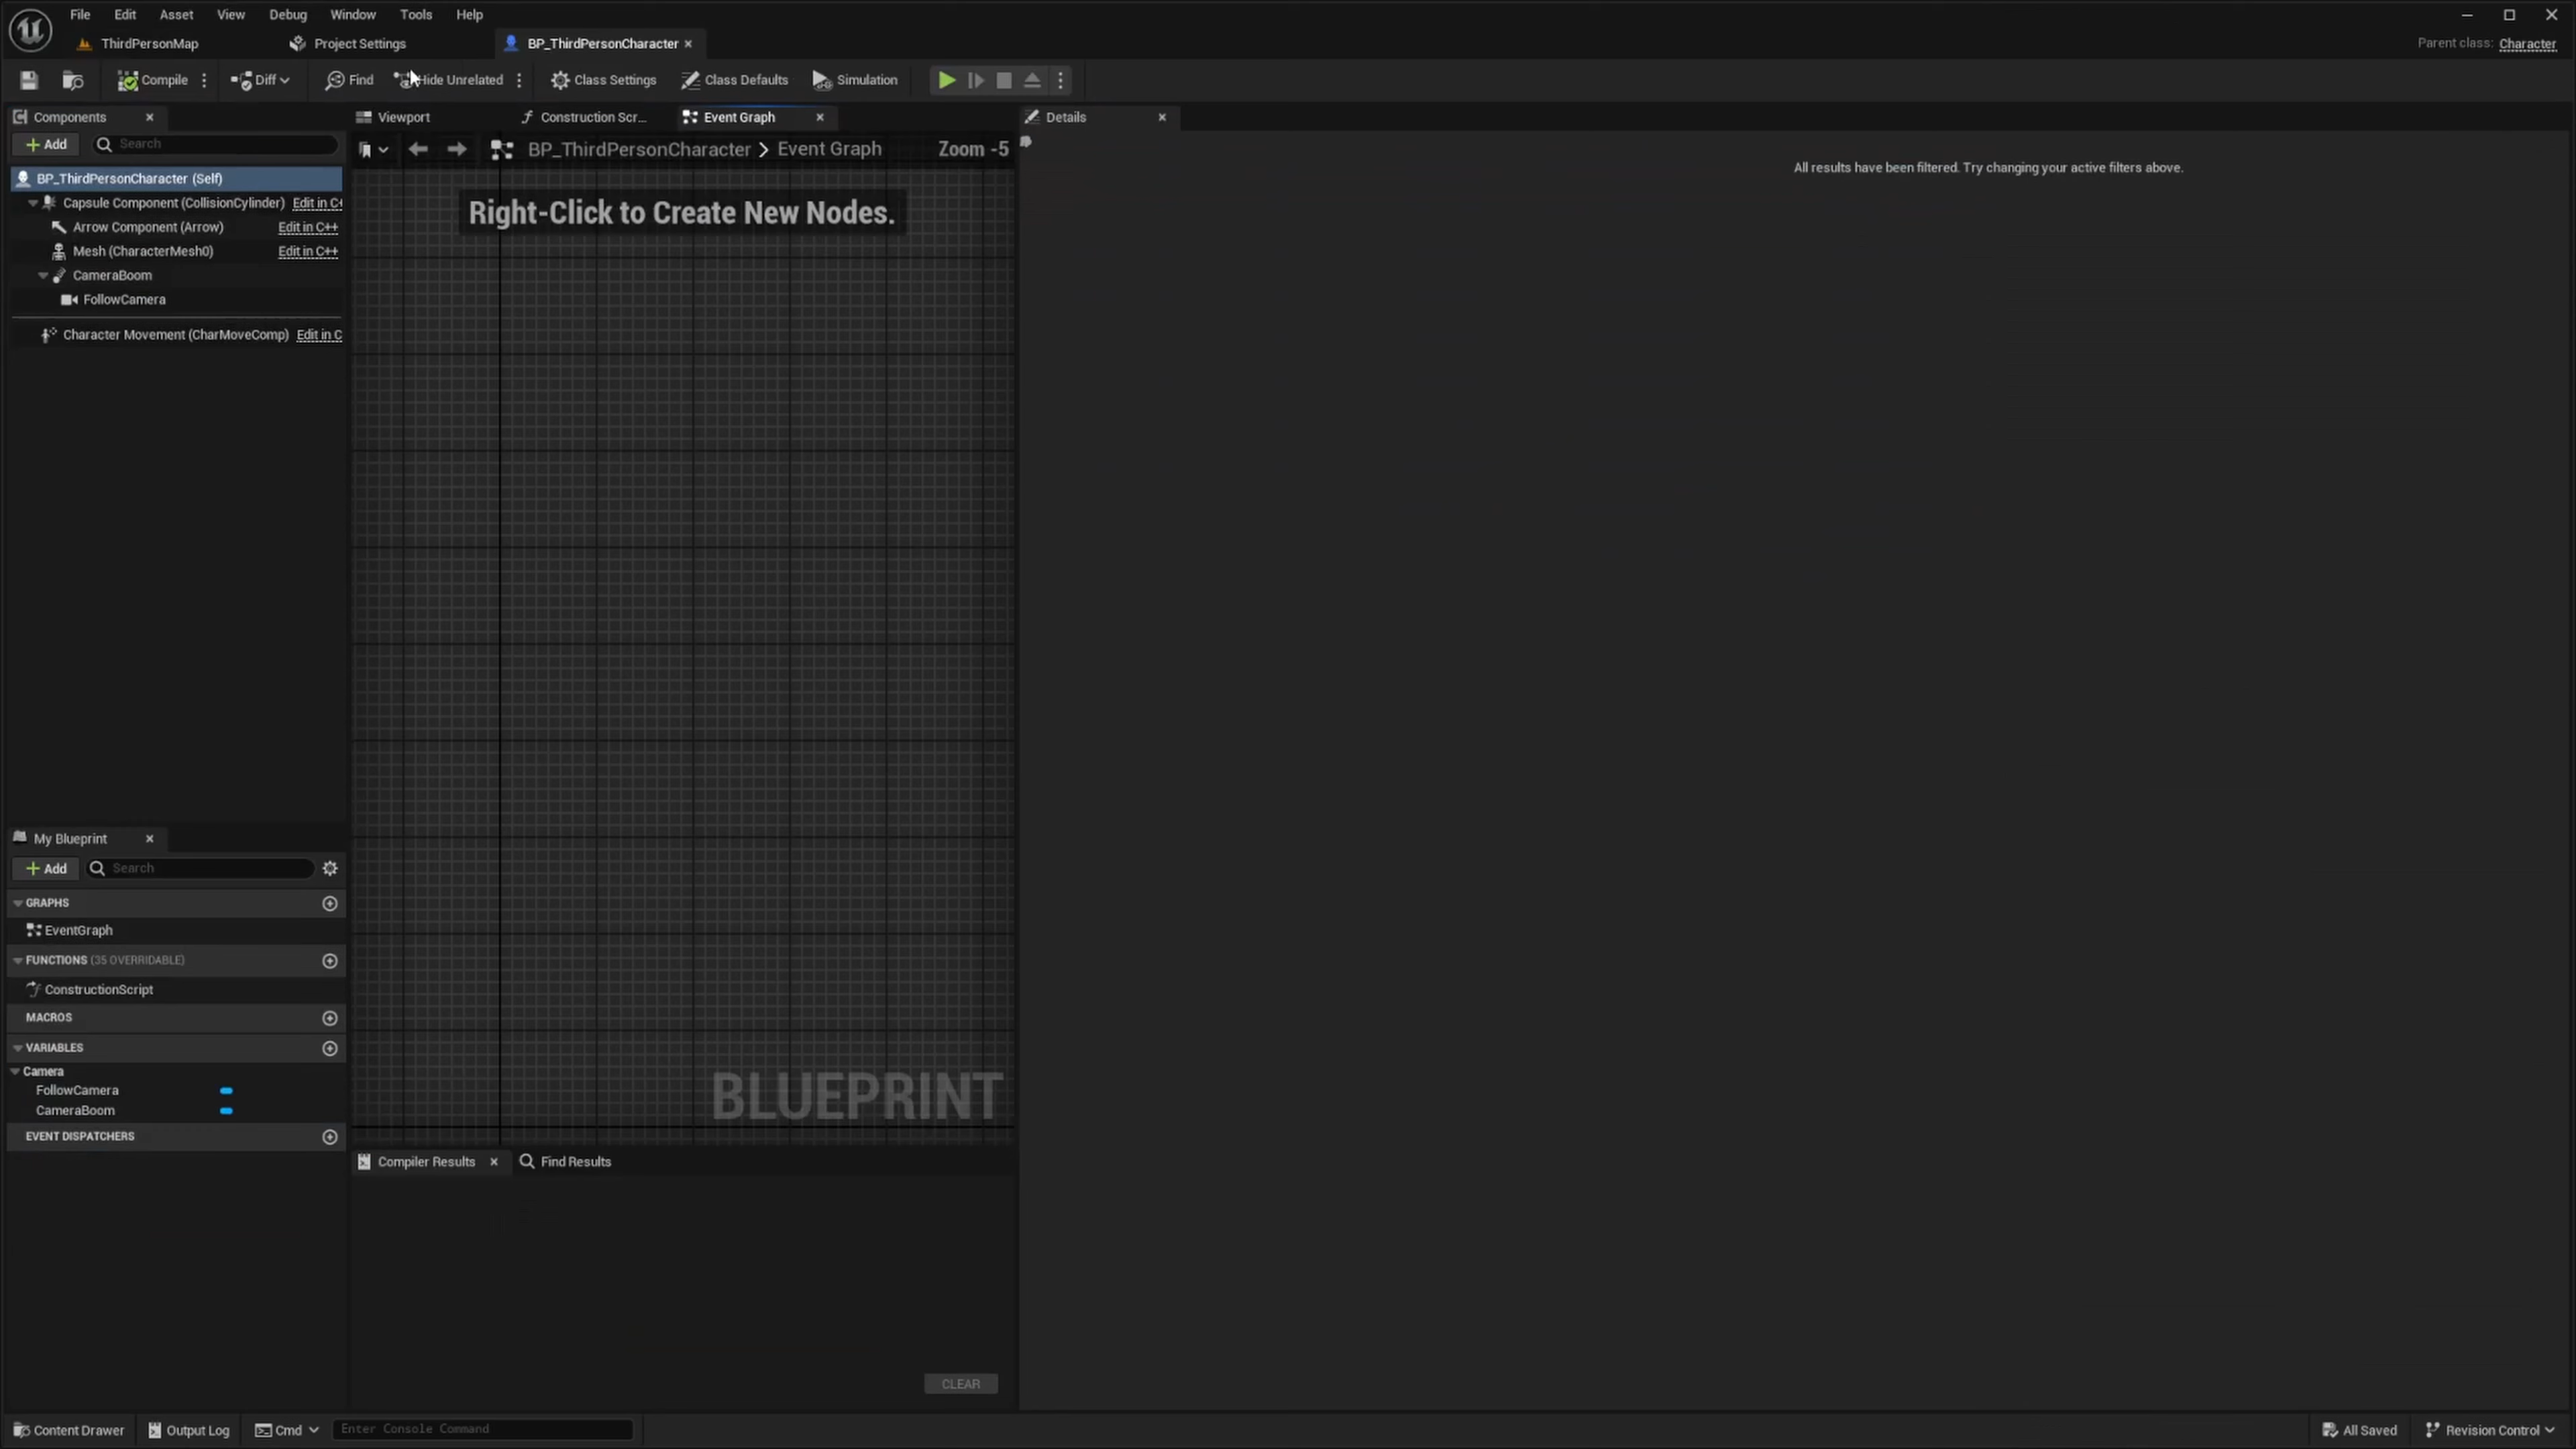 File Edit Asset View Debug Window Tools Help
ThirdPersonMap Project Settings BP_ThirdPersonCharacter Parent class: Character
Compile Diff Find Hide Unrelated Class Settings Class Defaults Simulation
Components Viewport Construction Scr... Event Graph Details
+ Add Search BP_ThirdPersonCharacter > Event Graph Zoom -5
All results have been filtered. Try changing your active filters above.
BP_ThirdPersonCharacter (Self)
Right-Click to Create New Nodes.
Capsule Component (CollisionCylinder) Edit in C+
Arrow Component (Arrow) Edit in C++
Mesh (CharacterMesh0) Edit in C++
CameraBoom
FollowCamera
Character Movement (CharMoveComp) Edit in C
My Blueprint
+ Add Search
GRAPHS
EventGraph
FUNCTIONS (35 OVERRIDABLE)
ConstructionScript
MACROS
VARIABLES
Camera
FollowCamera
CameraBoom
EVENT DISPATCHERS
BLUEPRINT
Compiler Results Find Results
CLEAR
Content Drawer Output Log Cmd Enter Console Command All Saved Revision Control